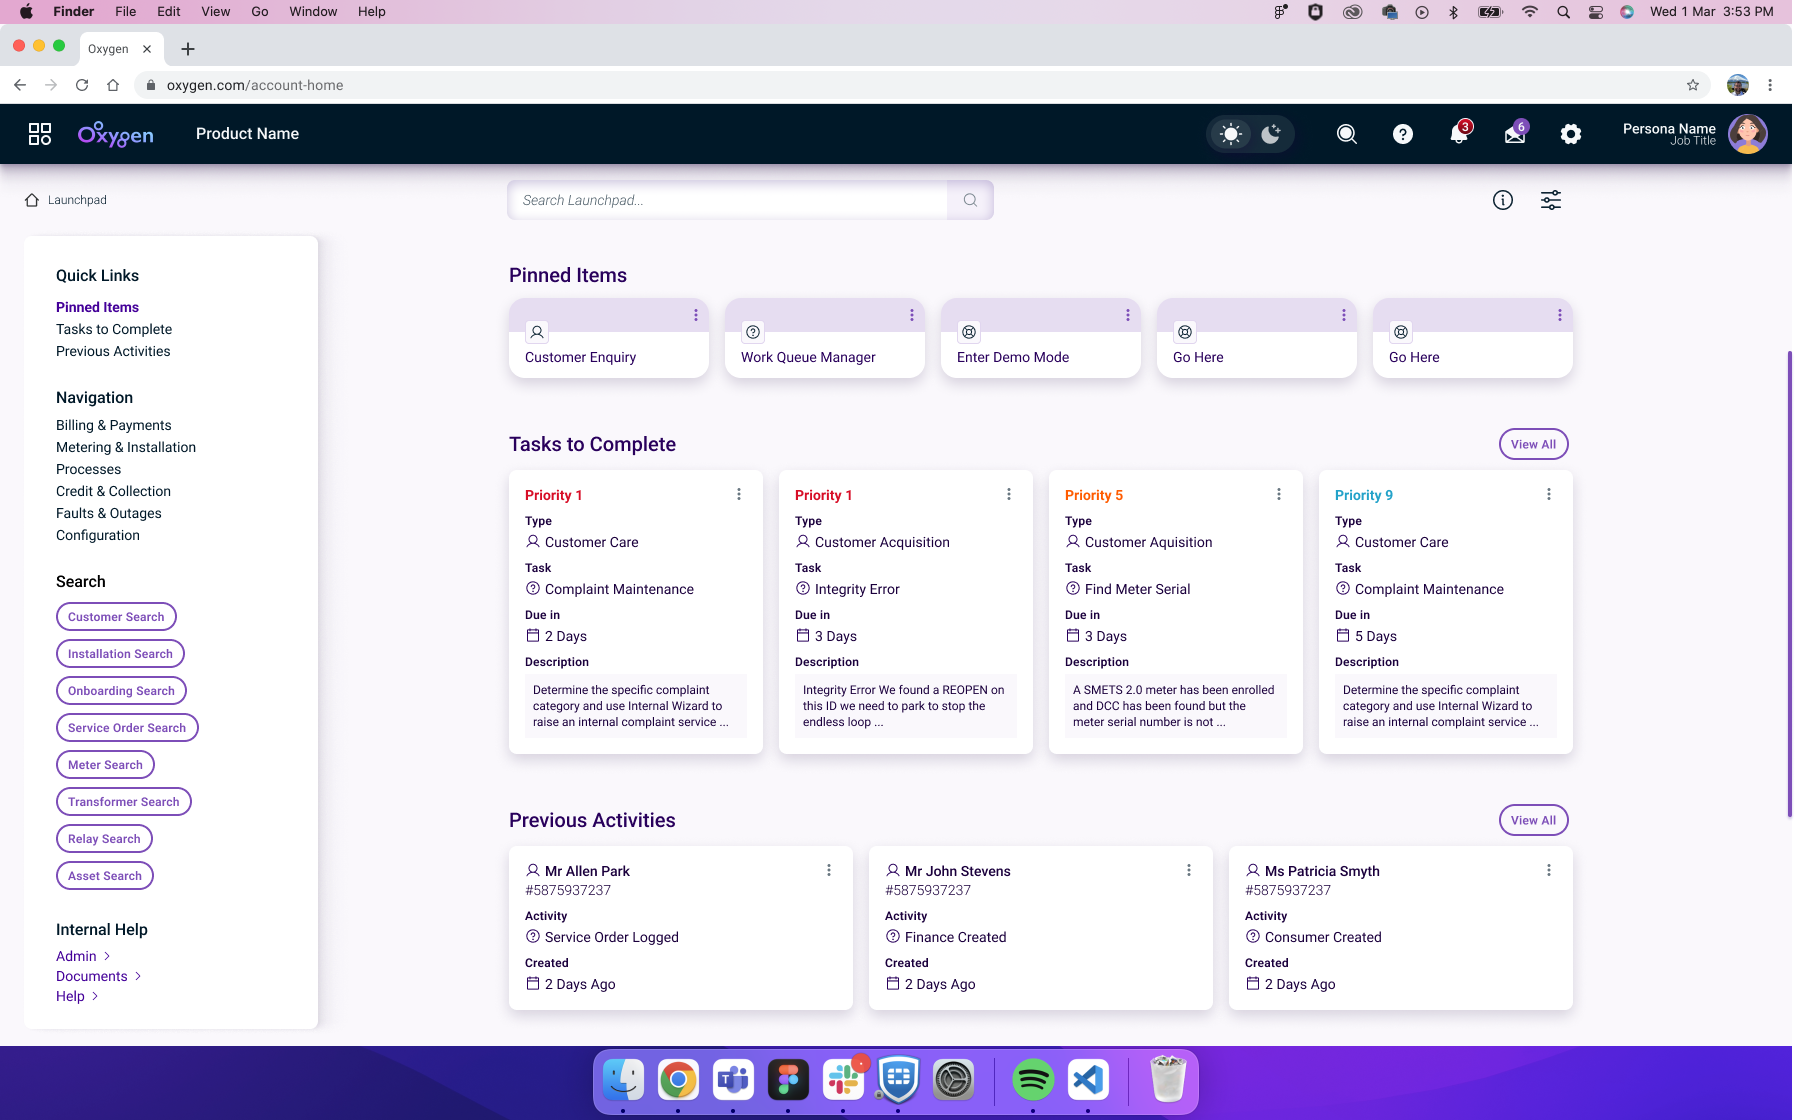 Finder File Edit View Go Window Help Wed 1 Mar 3:53 PM
Oxygen
oxygen.com/account-home
Oxygen Product Name 3 6 Persona Name
Job Title
Launchpad Search Launchpad...
Quick Links
Pinned Items
Tasks to Complete
Previous Activities
Navigation
Billing & Payments
Metering & Installation
Processes
Credit & Collection
Faults & Outages
Configuration
Search
Customer Search
Installation Search
Onboarding Search
Service Order Search
Meter Search
Transformer Search
Relay Search
Asset Search
Internal Help
Admin
Documents
Help
Pinned Items
Customer Enquiry
Work Queue Manager
Enter Demo Mode
Go Here
Go Here
Tasks to Complete View All
Priority 1
Type
Customer Care
Task
Complaint Maintenance
Due in
2 Days
Description
Determine the specific complaint
category and use Internal Wizard to
raise an internal complaint service ...
Priority 1
Type
Customer Acquisition
Task
Integrity Error
Due in
3 Days
Description
Integrity Error We found a REOPEN on
this ID we need to park to stop the
endless loop ...
Priority 5
Type
Customer Aquisition
Task
Find Meter Serial
Due in
3 Days
Description
A SMETS 2.0 meter has been enrolled
and DCC has been found but the
meter serial number is not ...
Priority 9
Type
Customer Care
Task
Complaint Maintenance
Due in
5 Days
Description
Determine the specific complaint
category and use Internal Wizard to
raise an internal complaint service ...
Previous Activities View All
Mr Allen Park
#5875937237
Activity
Service Order Logged
Created
2 Days Ago
Mr John Stevens
#5875937237
Activity
Finance Created
Created
2 Days Ago
Ms Patricia Smyth
#5875937237
Activity
Consumer Created
Created
2 Days Ago